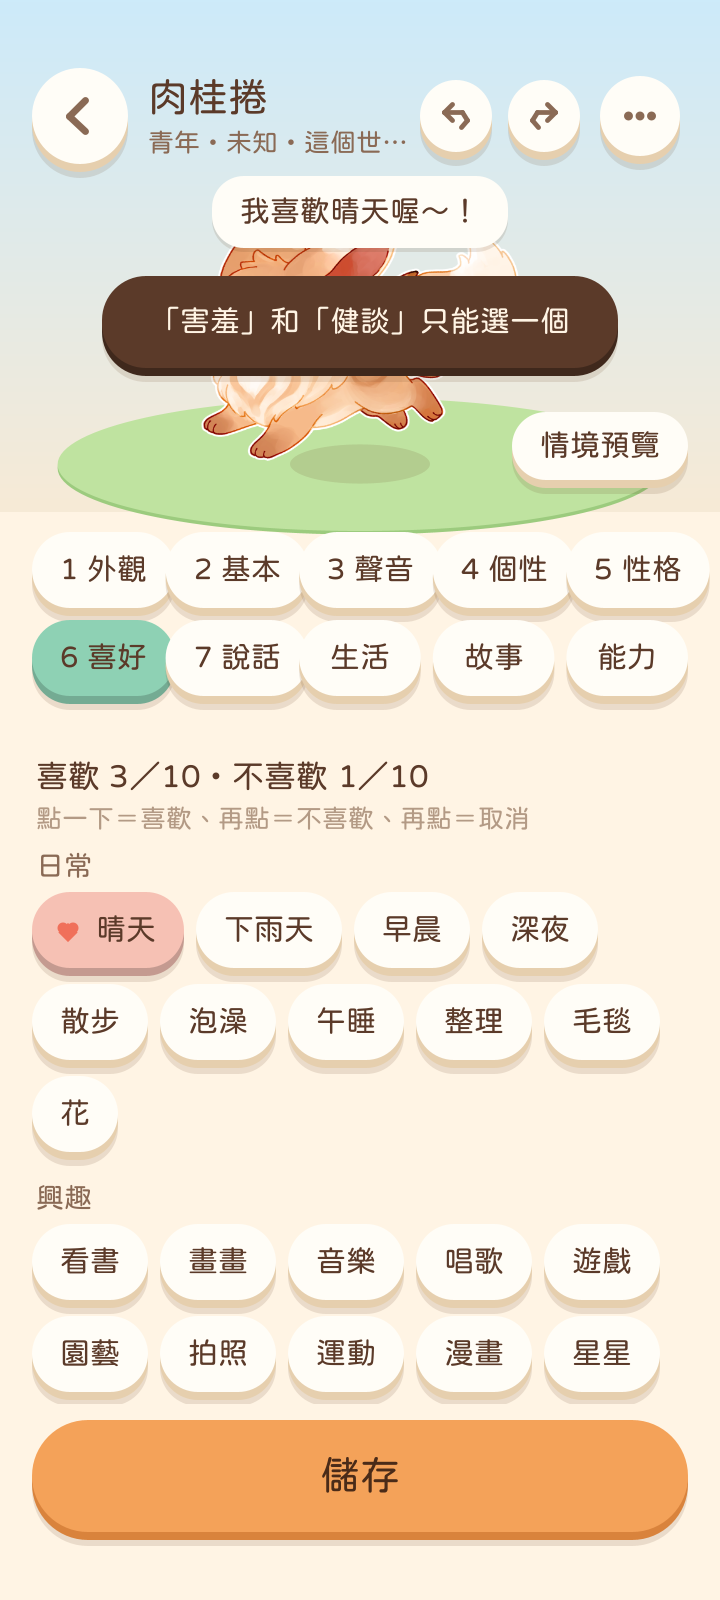 肉桂捲
青年・未知・這個世…
我喜歡晴天喔～！
「害羞」和「健談」只能選一個
情境預覽
1 外觀 2 基本 3 聲音 4 個性 5 性格
6 喜好 7 說話 生活 故事 能力
喜歡 3／10・不喜歡 1／10
點一下＝喜歡、再點＝不喜歡、再點＝取消
日常
晴天 下雨天 早晨 深夜
散步 泡澡 午睡 整理 毛毯
花
興趣
看書 畫畫 音樂 唱歌 遊戲
園藝 拍照 運動 漫畫 星星
儲存